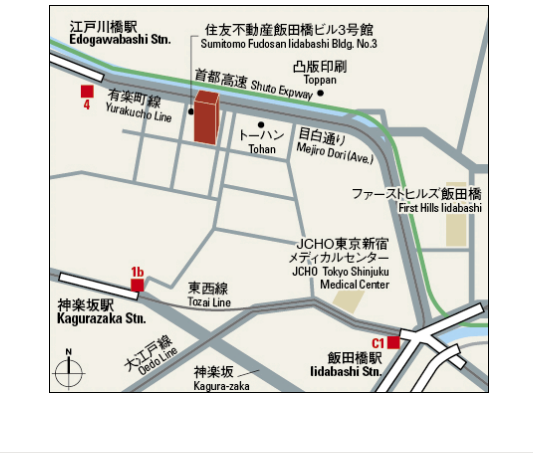 江戸川橋駅
Edogawabashi Stn.
住友不動産飯田橋ビル3号館
Sumitomo Fudosan Iidabashi Bldg. No.3
首都高速 Shuto Expway
凸版印刷
Toppan
4
有楽町線
Yurakucho Line
トーハン
Tohan
目白通り
Mejiro Dori (Ave.)
ファーストヒルズ飯田橋
First Hills Iidabashi
JCHO東京新宿
メディカルセンター
JCHO Tokyo Shinjuku
Medical Center
1b
東西線
Tozai Line
神楽坂駅
Kagurazaka Stn.
C1
飯田橋駅
Iidabashi Stn.
大江戸線
Oedo Line
神楽坂
Kagura-zaka
N